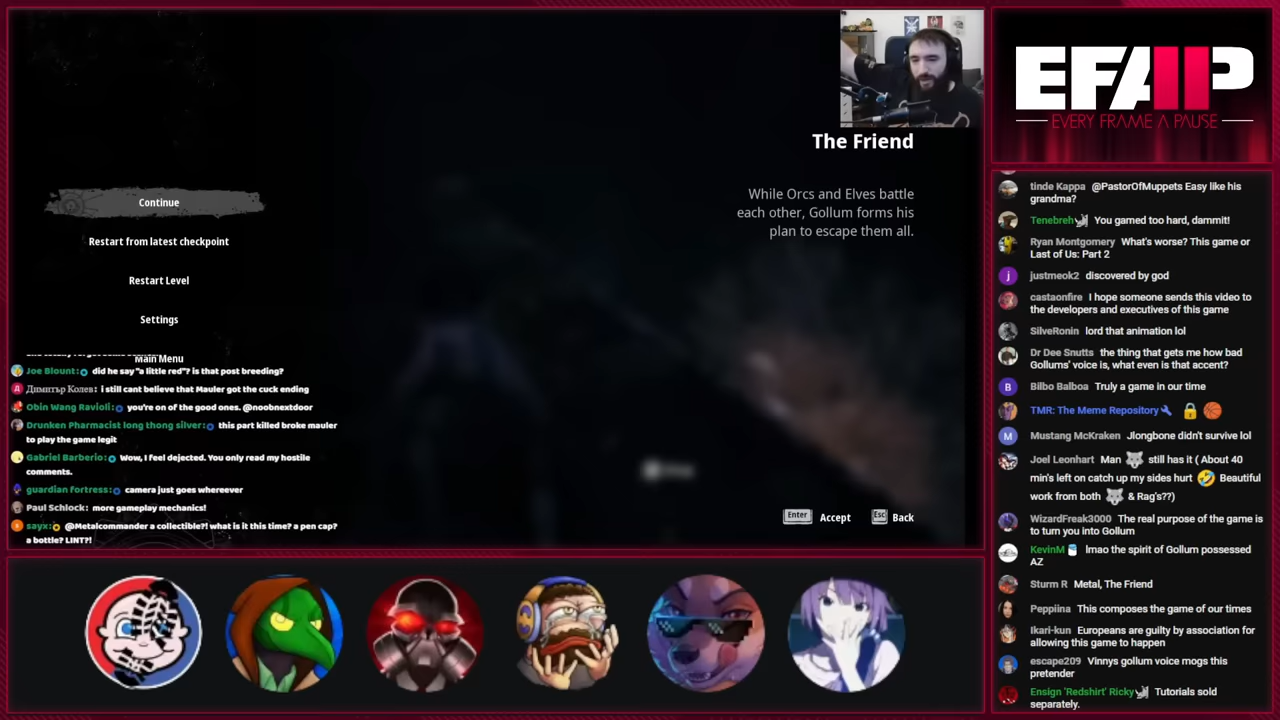 The Friend
While Orcs and Elves battle
each other, Gollum forms his
plan to escape them all.
Continue
Restart from latest checkpoint
Restart Level
Settings
Main Menu
Joe Blount: did he say "a little red"? is that post breeding?
Димитър Колев: i still cant believe that Mauler got the cuck ending
Obin Wang Ravioli: you're on of the good ones. @noobnextdoor
Drunken Pharmacist long thong silver: this part killed broke mauler
to play the game legit
Gabriel Barberio: Wow, I feel dejected. You only read my hostile
comments.
guardian fortress: camera just goes whereever
Paul Schlock: more gameplay mechanics!
sayx: @Metalcommander a collectible?! what is it this time? a pen cap?
a bottle? LINT?!
Enter Accept Esc Back
EFAP
EVERY FRAME A PAUSE
tinde Kappa @PastorOfMuppets Easy like his
grandma?
Tenebreh You gamed too hard, dammit!
Ryan Montgomery What's worse? This game or
Last of Us: Part 2
j justmeok2 discovered by god
castaonfire I hope someone sends this video to
the developers and executives of this game
SilveRonin lord that animation lol
Dr Dee Snutts the thing that gets me how bad
Gollums' voice is, what even is that accent?
B Bilbo Balboa Truly a game in our time
TMR: The Meme Repository
M Mustang McKraken Jlongbone didn't survive lol
Joel Leonhart Man still has it ( About 40
min's left on catch up my sides hurt Beautiful
work from both & Rag's??)
WizardFreak3000 The real purpose of the game is
to turn you into Gollum
KevinM lmao the spirit of Gollum possessed
AZ
Sturm R Metal, The Friend
Peppiina This composes the game of our times
Ikari-kun Europeans are guilty by association for
allowing this game to happen
escape209 Vinnys gollum voice mogs this
pretender
Ensign 'Redshirt' Ricky Tutorials sold
separately.